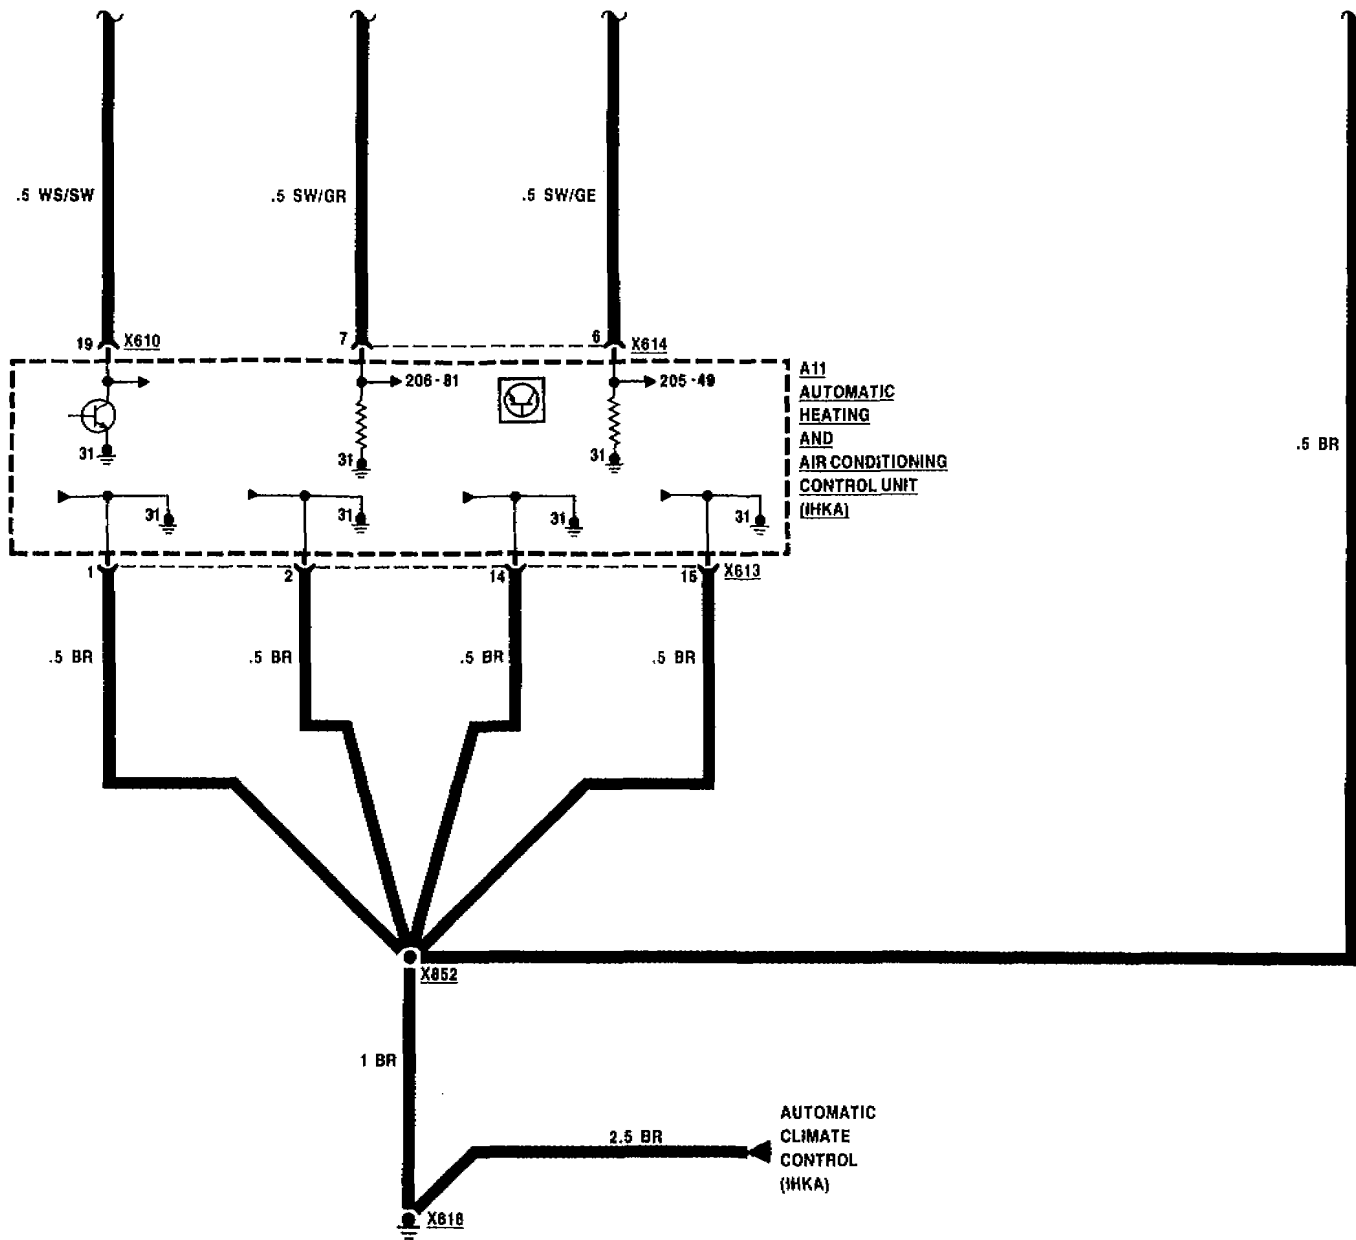 .5 WS/SW
.5 SW/GR
.5 SW/GE
.5 BR
19 X610
7
6 X614
206-81
205-49
31
31
31
A11
AUTOMATIC
HEATING
AND
AIR CONDITIONING
CONTROL UNIT
(IHKA)
31
31
31
31
1
2
14
15 X613
.5 BR
.5 BR
.5 BR
.5 BR
X852
1 BR
2.5 BR
AUTOMATIC
CLIMATE
CONTROL
(IHKA)
X618